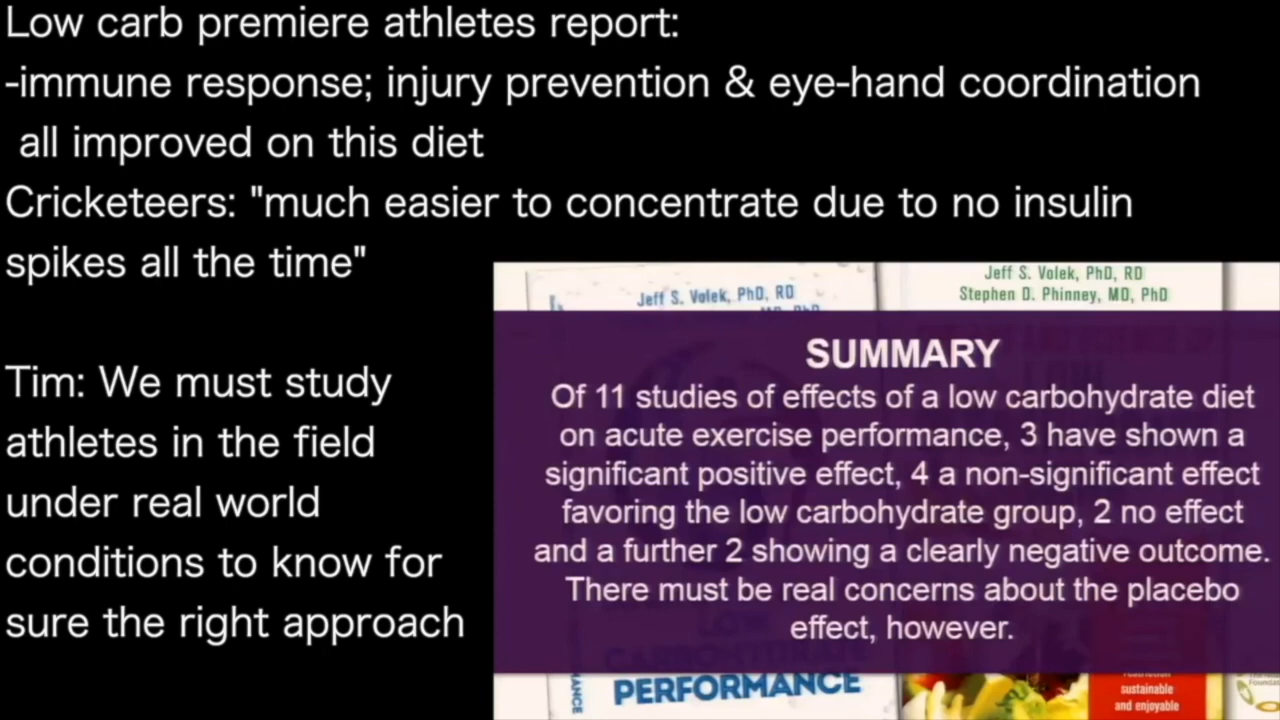 Low carb premiere athletes report:
-immune response; injury prevention & eye-hand coordination
all improved on this diet
Cricketeers: "much easier to concentrate due to no insulin
spikes all the time"
Tim: We must study
athletes in the field
under real world
conditions to know for
sure the right approach
Jeff S. Volek, PhD, RD
Jeff S. Volek, PhD, RD
Stephen D. Phinney, MD, PhD
SUMMARY
Of 11 studies of effects of a low carbohydrate diet
on acute exercise performance, 3 have shown a
significant positive effect, 4 a non-significant effect
favoring the low carbohydrate group, 2 no effect
and a further 2 showing a clearly negative outcome.
There must be real concerns about the placebo
effect, however.
LOW
CARBOHYDRATE
PERFORMANCE
sustainable
and enjoyable